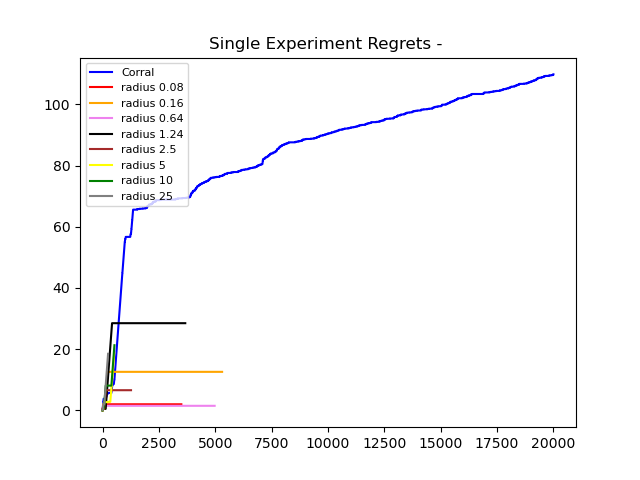 Single Experiment Regrets -
Corral
radius 0.08
radius 0.16
radius 0.64
radius 1.24
radius 2.5
radius 5
radius 10
radius 25
100
80
60
40
20
0
0 2500 5000 7500 10000 12500 15000 17500 20000